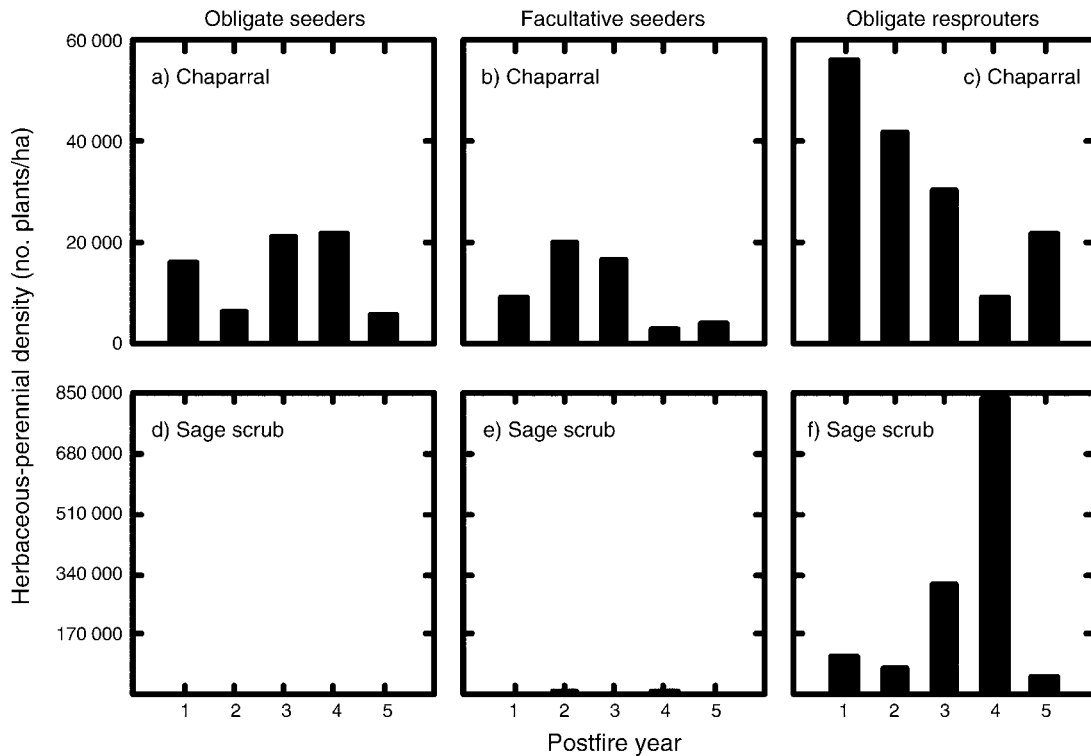 Obligate seeders
Facultative seeders
Obligate resprouters
Herbaceous-perennial density (no. plants/ha)
60 000
40 000
20 000
0
a) Chaparral
b) Chaparral
c) Chaparral
850 000
680 000
510 000
340 000
170 000
d) Sage scrub
e) Sage scrub
f) Sage scrub
1 2 3 4 5
1 2 3 4 5
1 2 3 4 5
Postfire year